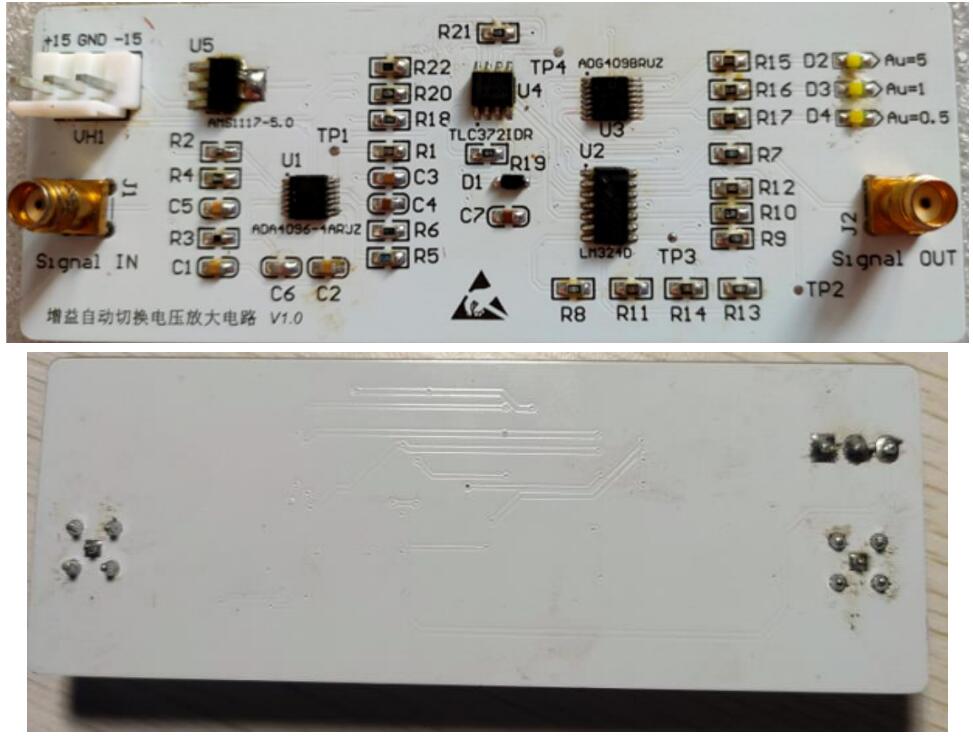 +15 GND -15
VH1
U5
AMS1117-5.0
R21
R22
R20
R18
TP4
U4
TLC372IDR
ADG409BRUZ
U3
R15 D2 Au=5
R16 D3 Au=1
R17 D4 Au=0.5
R2
R4
C5
R3
C1
TP1
U1
ADA4096-4ARUZ
C6 C2
R1
C3
C4
R6
R5
R19
D1
C7
U2
LM324D
TP3
R7
R12
R10
R9
J1
Signal IN
J2
Signal OUT
TP2
R8 R11 R14 R13
增益自动切换电压放大电路 V1.0